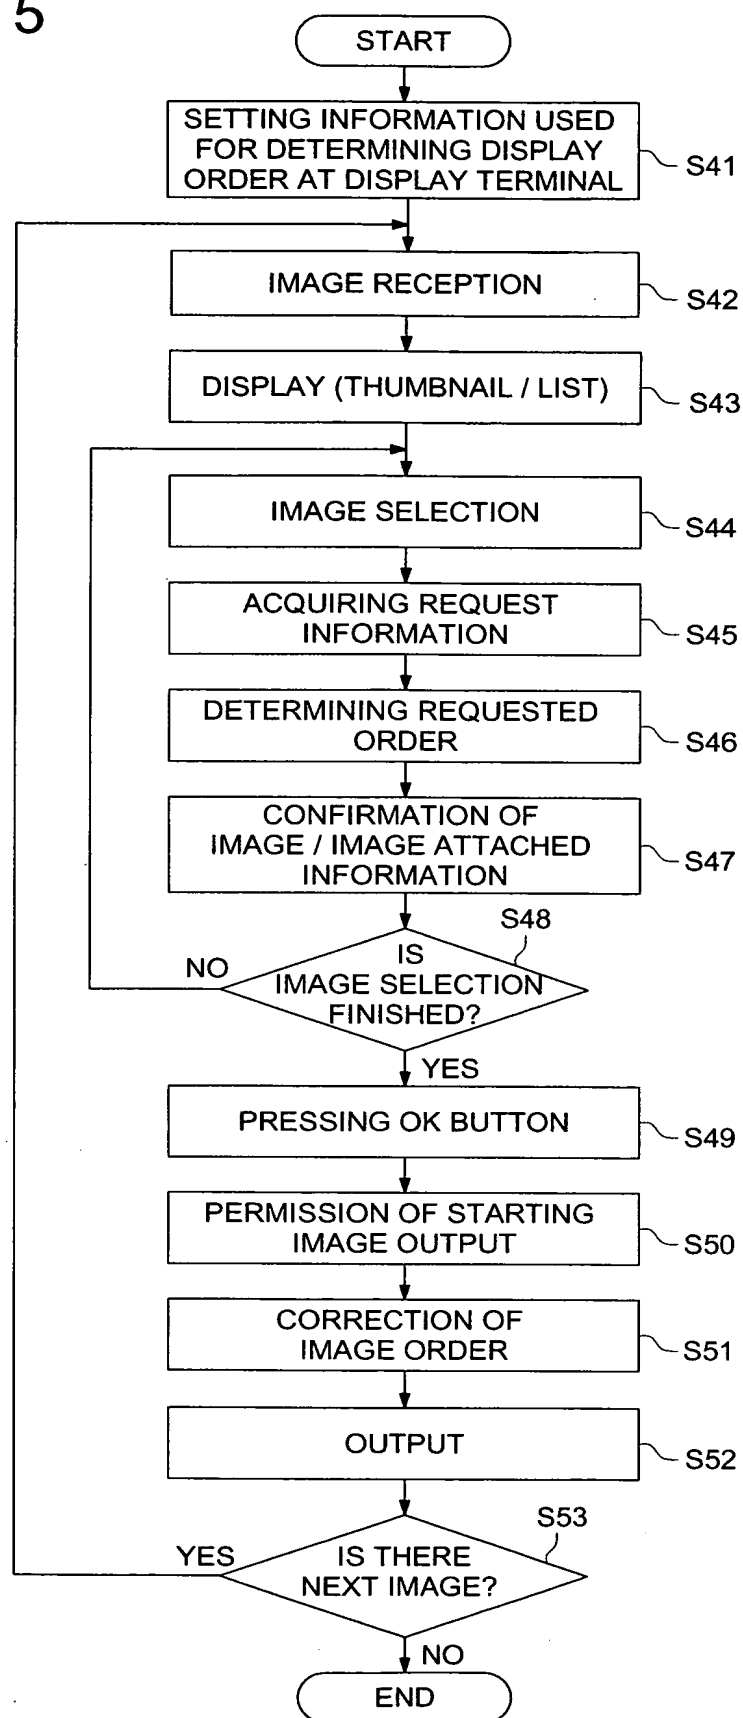 5
START
SETTING INFORMATION USED
FOR DETERMINING DISPLAY
ORDER AT DISPLAY TERMINAL
S41
IMAGE RECEPTION
S42
DISPLAY (THUMBNAIL / LIST)
S43
IMAGE SELECTION
S44
ACQUIRING REQUEST
INFORMATION
S45
DETERMINING REQUESTED
ORDER
S46
CONFIRMATION OF
IMAGE / IMAGE ATTACHED
INFORMATION
S47
S48
IS
IMAGE SELECTION
FINISHED?
NO
YES
PRESSING OK BUTTON
S49
PERMISSION OF STARTING
IMAGE OUTPUT
S50
CORRECTION OF
IMAGE ORDER
S51
OUTPUT
S52
S53
IS THERE
NEXT IMAGE?
YES
NO
END